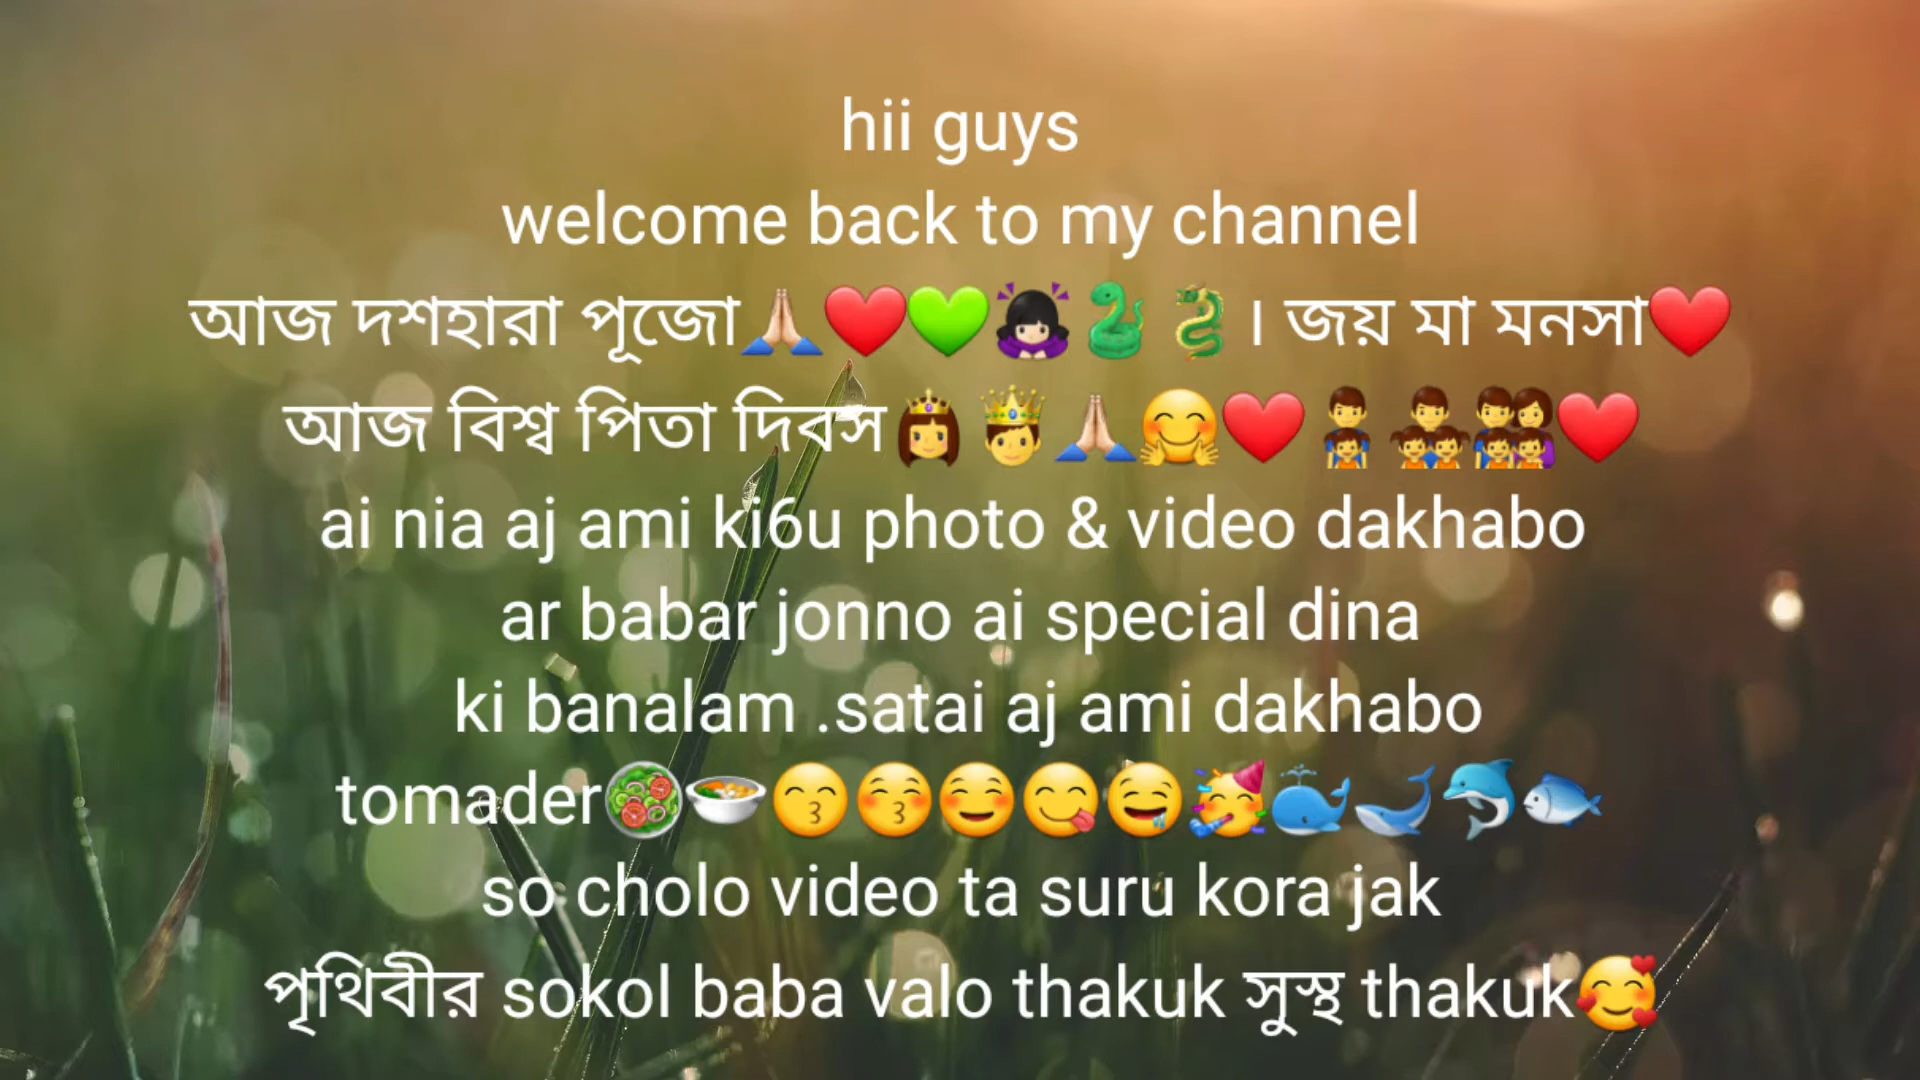 hii guys
welcome back to my channel
আজ দশহারা পূজো🙏🏻❤️💚🙇🏻‍♀️🐍🐉। জয় মা মনসা❤️
আজ বিশ্ব পিতা দিবস👸🤴🙏🏻🤗❤️👨‍👦👨‍👧‍👧👨‍👩‍👧‍👦❤️
ai nia aj ami ki6u photo & video dakhabo
ar babar jonno ai special dina
ki banalam .satai aj ami dakhabo
tomader🥗🍲😙😚😊😋🤤🥳🐳🐋🐬🐟
so cholo video ta suru kora jak
পৃথিবীর sokol baba valo thakuk সুস্থ thakuk🥰